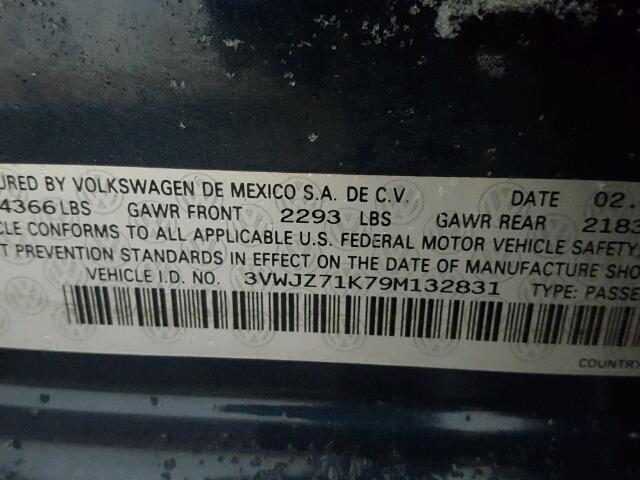 URED BY VOLKSWAGEN DE MEXICO S.A. DE C.V. DATE 02.
4366 LBS GAWR FRONT 2293 LBS GAWR REAR 2183
CLE CONFORMS TO ALL APPLICABLE U.S. FEDERAL MOTOR VEHICLE SAFETY,
T PREVENTION STANDARDS IN EFFECT ON THE DATE OF MANUFACTURE SHO
VEHICLE I.D. NO. 3VWJZ71K79M132831 TYPE: PASSE
COUNTRY